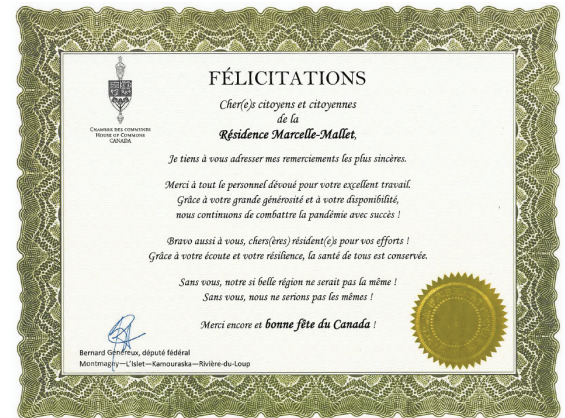 FÉLICITATIONS
Cher(e)s citoyens et citoyennes
de la
Résidence Marcelle-Mallet,
CHAMBRE DES COMMUNES
HOUSE OF COMMONS
CANADA
Je tiens à vous adresser mes remerciements les plus sincères.
Merci à tout le personnel dévoué pour votre excellent travail.
Grâce à votre grande générosité et à votre disponibilité,
nous continuons de combattre la pandémie avec succès !
Bravo aussi à vous, chers(ères) résident(e)s pour vos efforts !
Grâce à votre écoute et votre résilience, la santé de tous est conservée.
Sans vous, notre si belle région ne serait pas la même !
Sans vous, nous ne serions pas les mêmes !
Merci encore et bonne fête du Canada !
Bernard Généreux, député fédéral
Montmagny—L'Islet—Kamouraska—Rivière-du-Loup